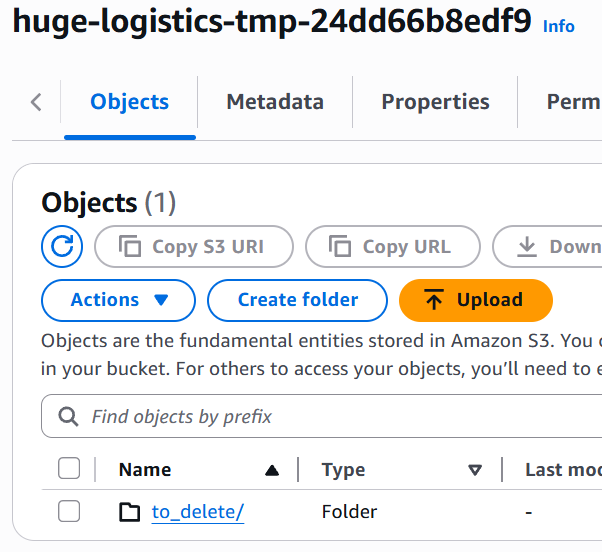 huge-logistics-tmp-24dd66b8edf9 Info
Objects Metadata Properties Perm
Objects (1)
Copy S3 URI Copy URL Down
Actions Create folder Upload
Objects are the fundamental entities stored in Amazon S3. You c
in your bucket. For others to access your objects, you’ll need to e
Find objects by prefix
Name Type Last mod
to_delete/ Folder -